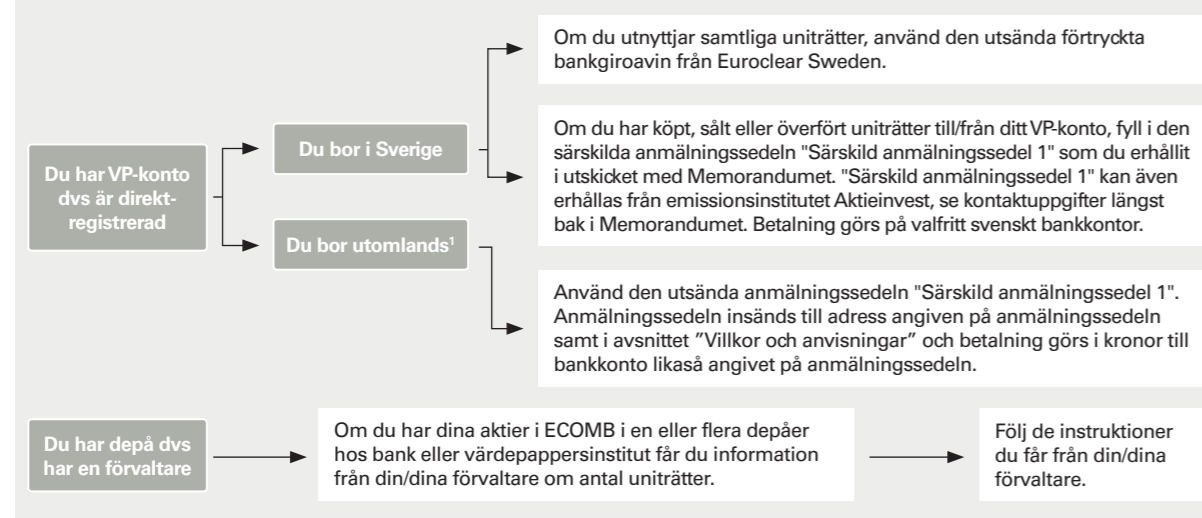 Om du utnyttjar samtliga uniträtter, använd den utsända förtryckta
bankgiroavin från Euroclear Sweden.
Du har VP-konto
dvs är direkt-
registrerad
Du bor i Sverige
Om du har köpt, sålt eller överfört uniträtter till/från ditt VP-konto, fyll i den
särskilda anmälningssedeln "Särskild anmälningssedel 1" som du erhållit
i utskicket med Memorandumet. "Särskild anmälningssedel 1" kan även
erhållas från emissionsinstitutet Aktieinvest, se kontaktuppgifter längst
bak i Memorandumet. Betalning görs på valfritt svenskt bankkontor.
Du bor utomlands¹
Använd den utsända anmälningssedeln "Särskild anmälningssedel 1".
Anmälningssedeln insänds till adress angiven på anmälningssedeln
samt i avsnittet ”Villkor och anvisningar” och betalning görs i kronor till
bankkonto likaså angivet på anmälningssedeln.
Du har depå dvs
har en förvaltare
Om du har dina aktier i ECOMB i en eller flera depåer
hos bank eller värdepappersinstitut får du information
från din/dina förvaltare om antal uniträtter.
Följ de instruktioner
du får från din/dina
förvaltare.